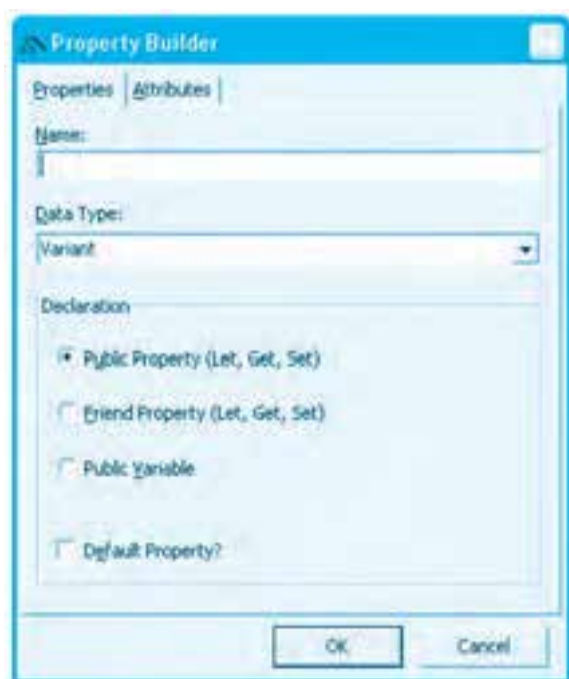 Property Builder
Properties Attributes
Name:
Data Type:
Variant
Declaration
Public Property (Let, Get, Set)
Friend Property (Let, Get, Set)
Public Variable
Default Property?
OK Cancel